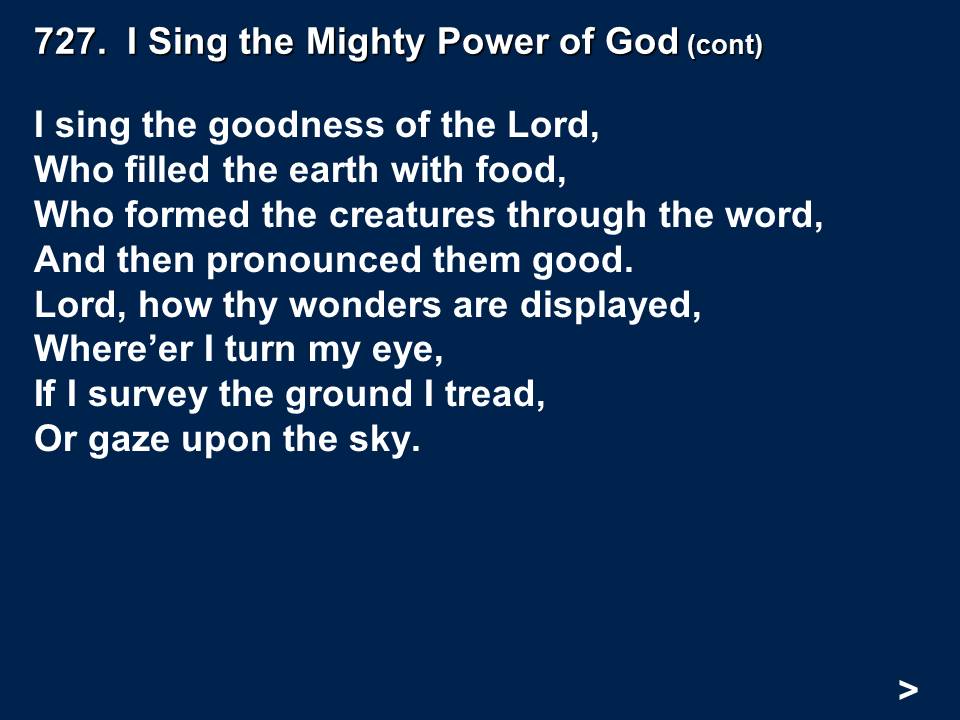 727.  I Sing the Mighty Power of God (cont)
I sing the goodness of the Lord,
Who filled the earth with food,
Who formed the creatures through the word,
And then pronounced them good.
Lord, how thy wonders are displayed,
Where’er I turn my eye,
If I survey the ground I tread,
Or gaze upon the sky.
>